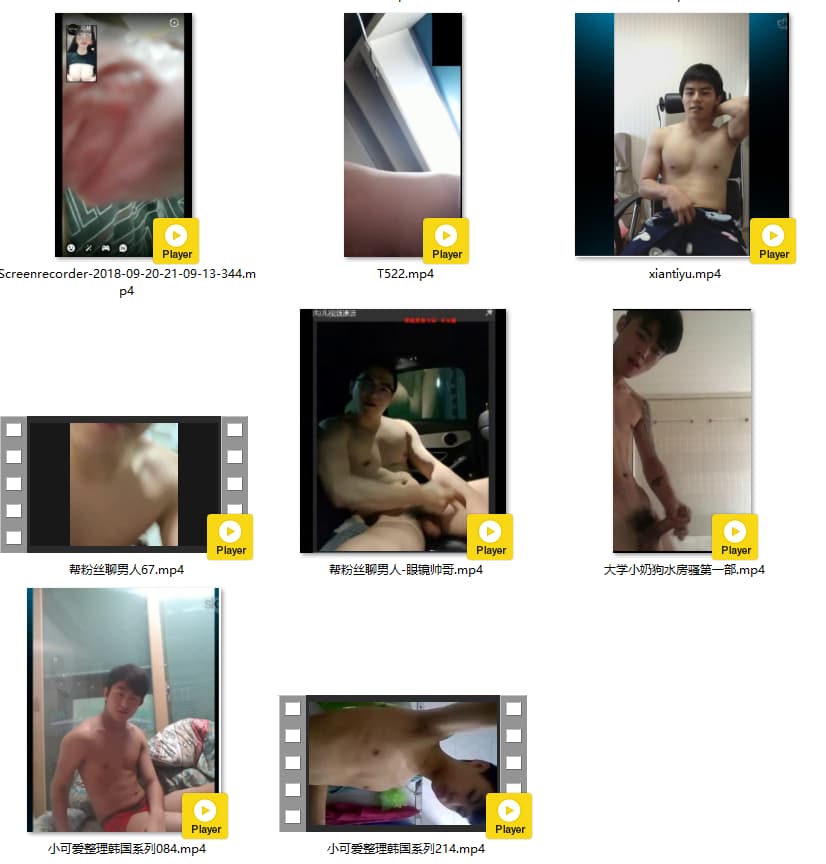 Player
Player
Player
Screenrecorder-2018-09-20-21-09-13-344.m
p4
T522.mp4
xiantiyu.mp4
Player
Player
Player
帮粉丝聊男人67.mp4
帮粉丝聊男人-眼镜帅哥.mp4
大学小奶狗水房骚第一部.mp4
Player
Player
小可爱整理韩国系列084.mp4
小可爱整理韩国系列214.mp4